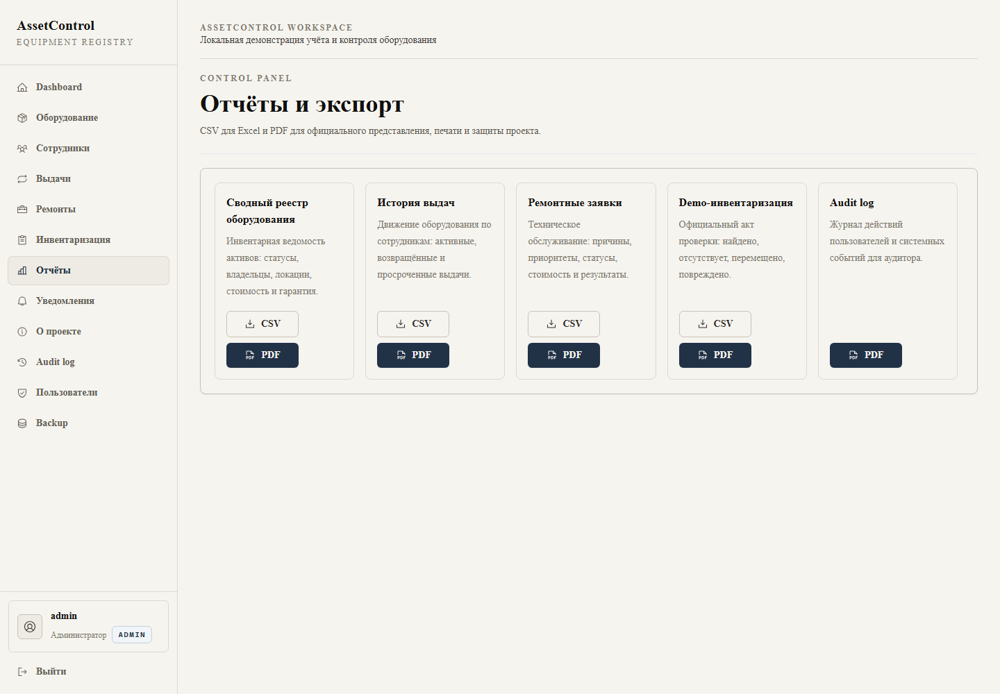 AssetControl
EQUIPMENT REGISTRY
Dashboard
Оборудование
Сотрудники
Выдачи
Ремонты
Инвентаризация
Отчёты
Уведомления
О проекте
Audit log
Пользователи
Backup
admin
Администратор ADMIN
Выйти
ASSETCONTROL WORKSPACE
Локальная демонстрация учёта и контроля оборудования
CONTROL PANEL
Отчёты и экспорт
CSV для Excel и PDF для официального представления, печати и защиты проекта.
Сводный реестр
оборудования
Инвентарная ведомость
активов: статусы,
владельцы, локации,
стоимость и гарантия.
CSV
PDF
История выдач
Движение оборудования по
сотрудникам: активные,
возвращённые и
просроченные выдачи.
CSV
PDF
Ремонтные заявки
Техническое
обслуживание: причины,
приоритеты, статусы,
стоимость и результаты.
CSV
PDF
Demo-инвентаризация
Официальный акт
проверки: найдено,
отсутствует, перемещено,
повреждено.
CSV
PDF
Audit log
Журнал действий
пользователей и системных
событий для аудитора.
PDF